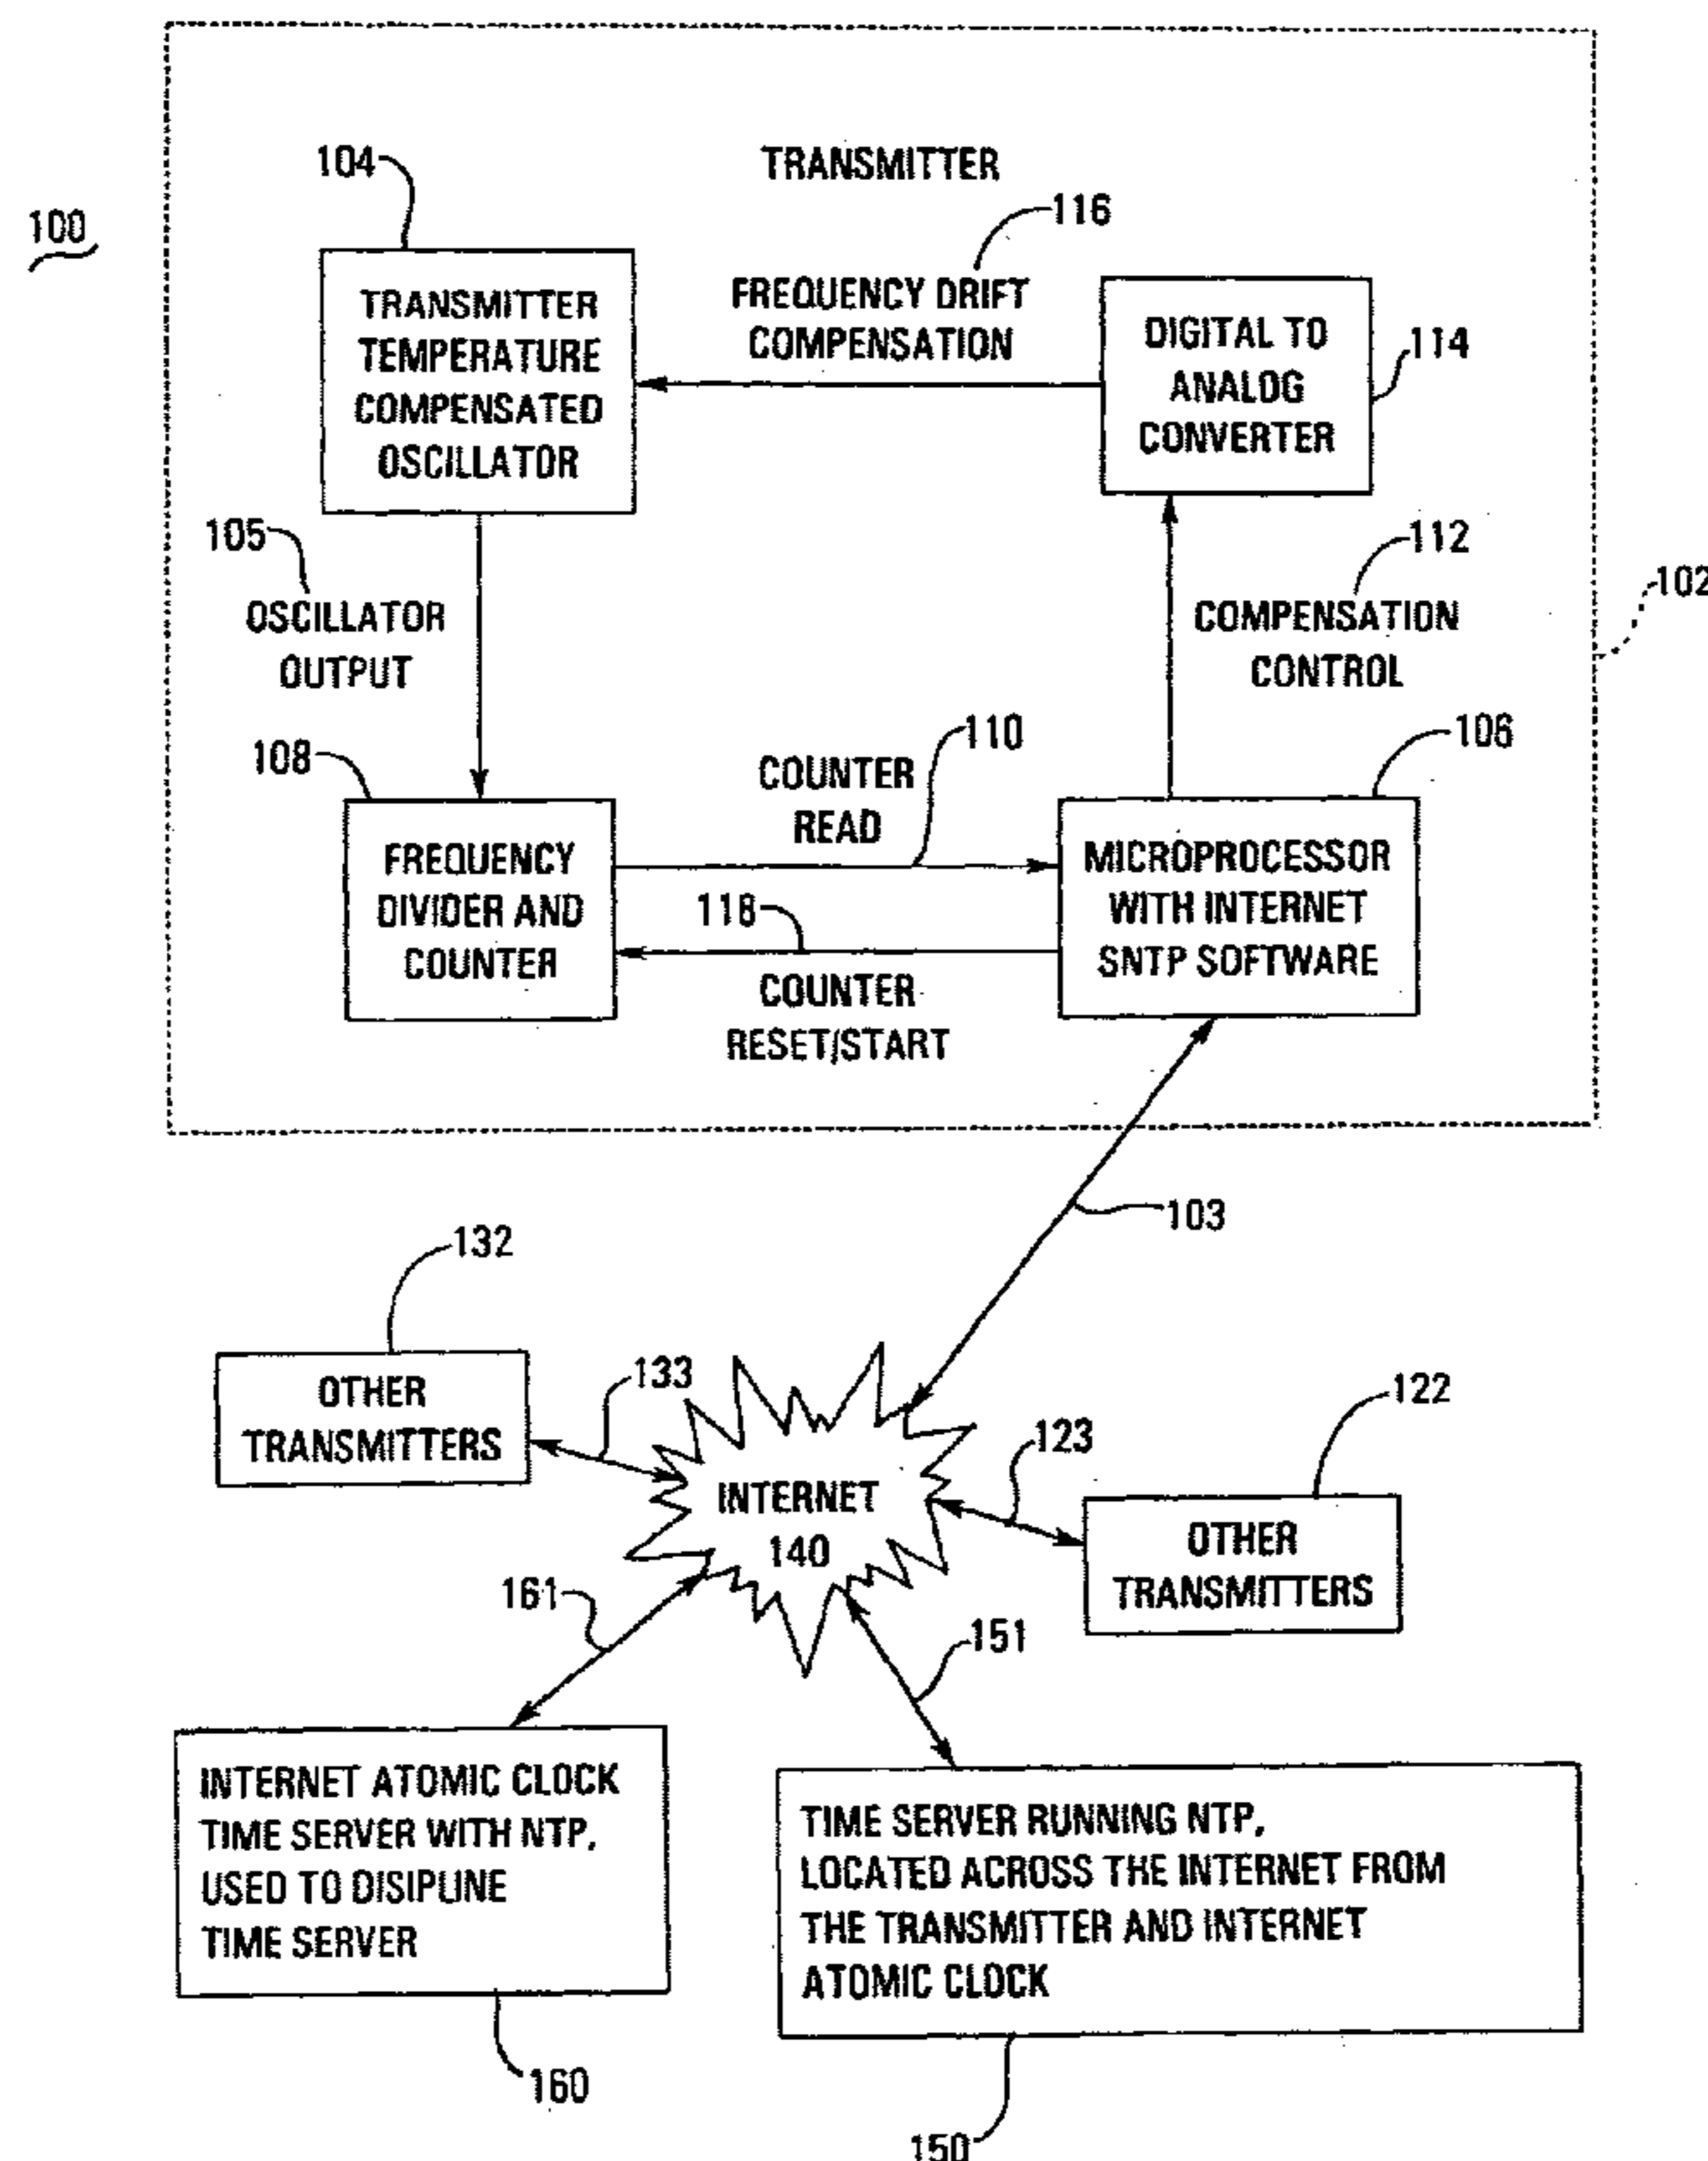 100
104
TRANSMITTER
116
TRANSMITTER
TEMPERATURE
COMPENSATED
OSCILLATOR
FREQUENCY DRIFT
COMPENSATION
DIGITAL TO
ANALOG
CONVERTER
114
105
OSCILLATOR
OUTPUT
112
COMPENSATION
CONTROL
102
108
FREQUENCY
DIVIDER AND
COUNTER
COUNTER
READ
110
106
MICROPROCESSOR
WITH INTERNET
SNTP SOFTWARE
118
COUNTER
RESET/START
103
132
OTHER
TRANSMITTERS
133
INTERNET
140
123
122
OTHER
TRANSMITTERS
161
151
INTERNET ATOMIC CLOCK
TIME SERVER WITH NTP,
USED TO DISIPLINE
TIME SERVER
160
TIME SERVER RUNNING NTP,
LOCATED ACROSS THE INTERNET FROM
THE TRANSMITTER AND INTERNET
ATOMIC CLOCK
150